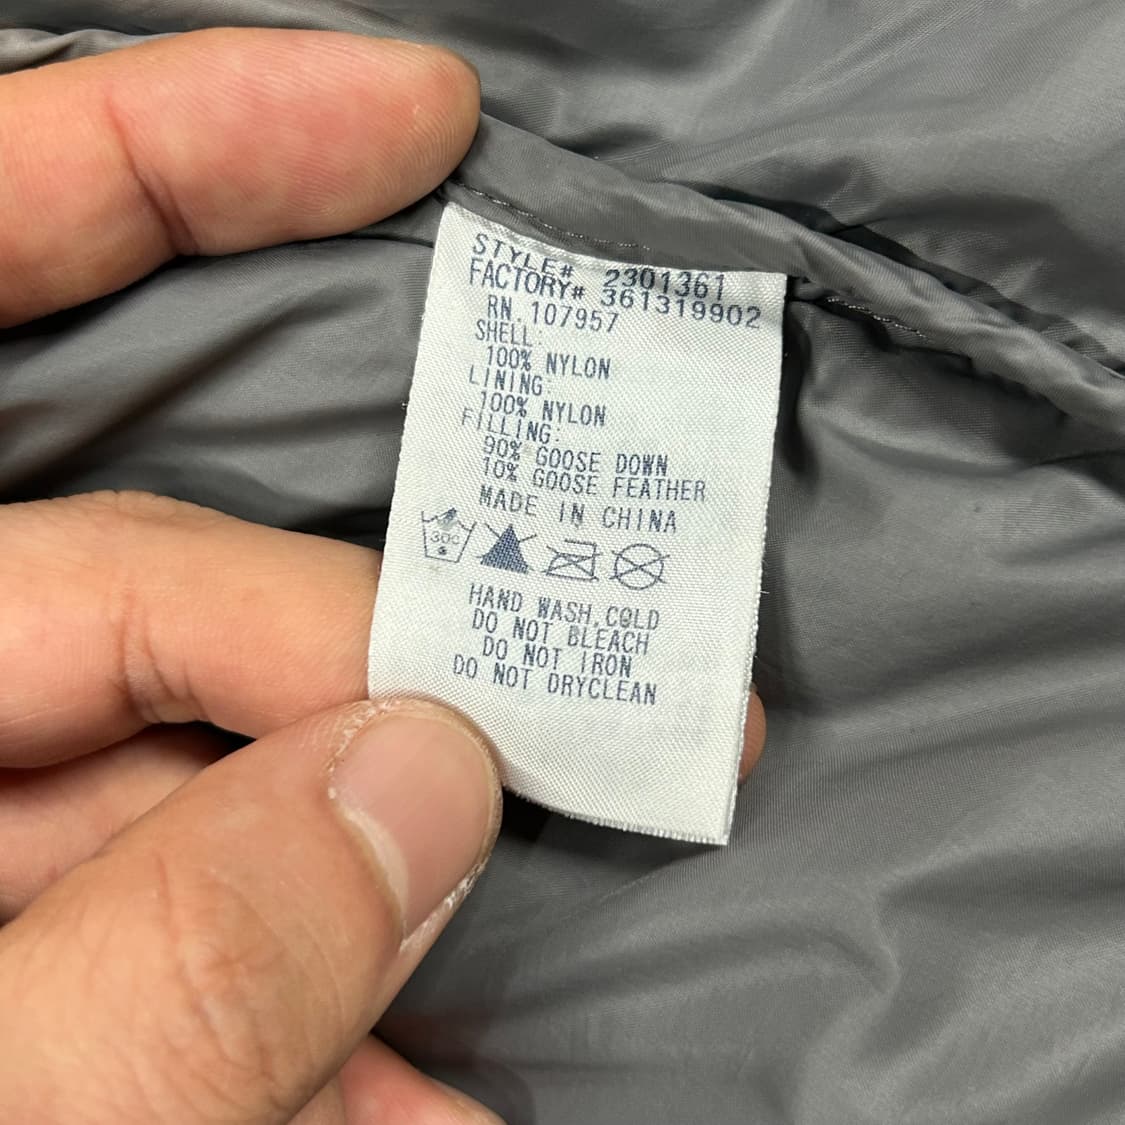 STYLE# 2301361
FACTORY# 361319902
RN.107957
SHELL:
100% NYLON
LINING:
100% NYLON
FILLING:
90% GOOSE DOWN
10% GOOSE FEATHER
MADE IN CHINA
30C
HAND WASH,COLD
DO NOT BLEACH
DO NOT IRON
DO NOT DRYCLEAN